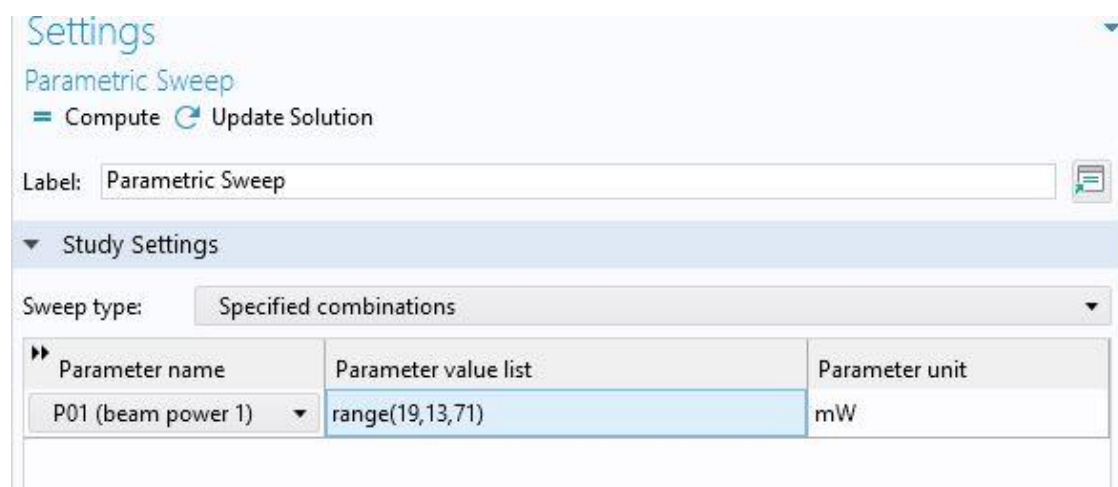 Settings
Parametric Sweep
= Compute Update Solution
Label: Parametric Sweep
Study Settings
Sweep type: Specified combinations
Parameter name Parameter value list Parameter unit
P01 (beam power 1) range(19,13,71) mW